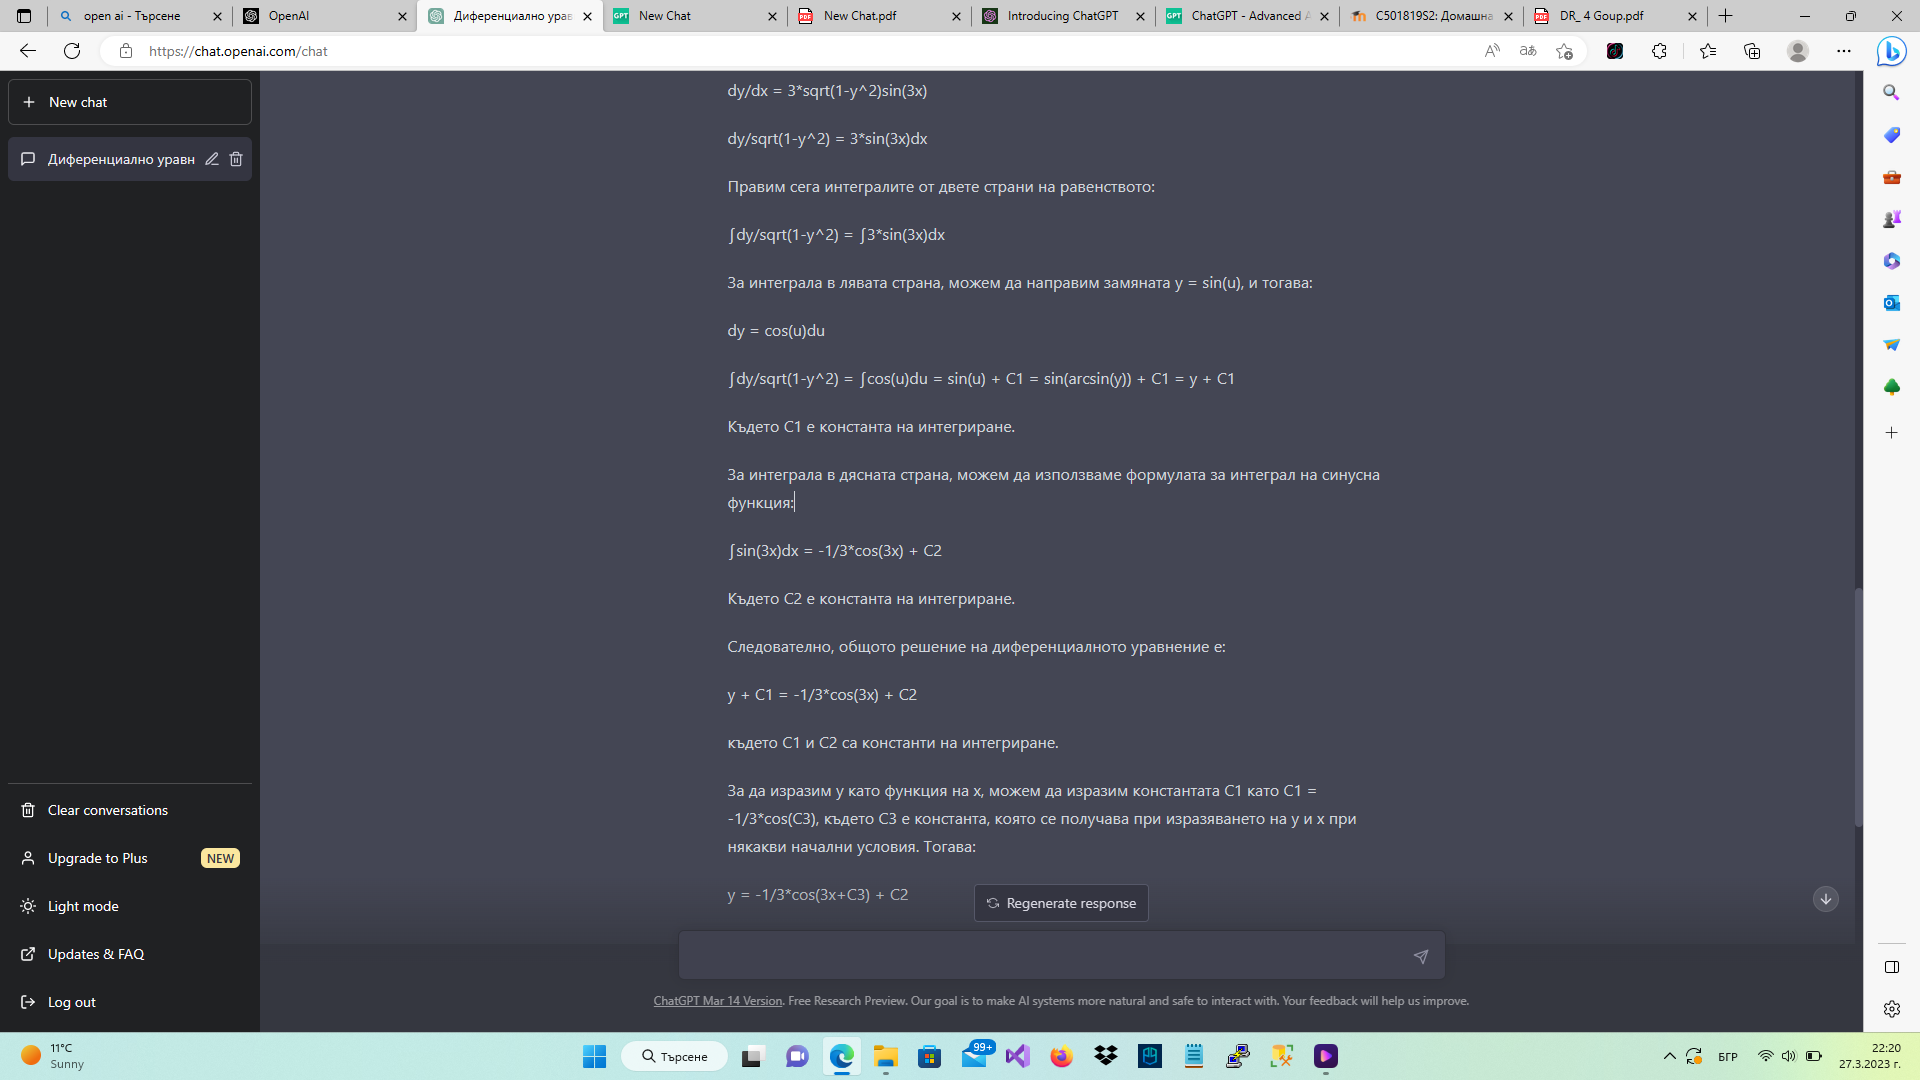 open ai - Търсене
OpenAI
Диференциално урав
New Chat
New Chat.pdf
Introducing ChatGPT
ChatGPT - Advanced A
C501819S2: Домашна
DR_ 4 Goup.pdf
https://chat.openai.com/chat
New chat
Диференциално уравн
dy/dx = 3*sqrt(1-y^2)sin(3x)
dy/sqrt(1-y^2) = 3*sin(3x)dx
Правим сега интегралите от двете страни на равенството:
∫dy/sqrt(1-y^2) = ∫3*sin(3x)dx
За интеграла в лявата страна, можем да направим замяната y = sin(u), и тогава:
dy = cos(u)du
∫dy/sqrt(1-y^2) = ∫cos(u)du = sin(u) + C1 = sin(arcsin(y)) + C1 = y + C1
Където C1 е константа на интегриране.
За интеграла в дясната страна, можем да използваме формулата за интеграл на синусна
функция:
∫sin(3x)dx = -1/3*cos(3x) + C2
Където C2 е константа на интегриране.
Следователно, общото решение на диференциалното уравнение е:
y + C1 = -1/3*cos(3x) + C2
където C1 и C2 са константи на интегриране.
За да изразим y като функция на x, можем да изразим константата C1 като C1 =
-1/3*cos(C3), където C3 е константа, която се получава при изразяването на y и x при
някакви начални условия. Тогава:
y = -1/3*cos(3x+C3) + C2
Regenerate response
Clear conversations
Upgrade to Plus
NEW
Light mode
Updates & FAQ
Log out
ChatGPT Mar 14 Version. Free Research Preview. Our goal is to make AI systems more natural and safe to interact with. Your feedback will help us improve.
11°C
Sunny
Търсене
99+
БГР
22:20
27.3.2023 г.